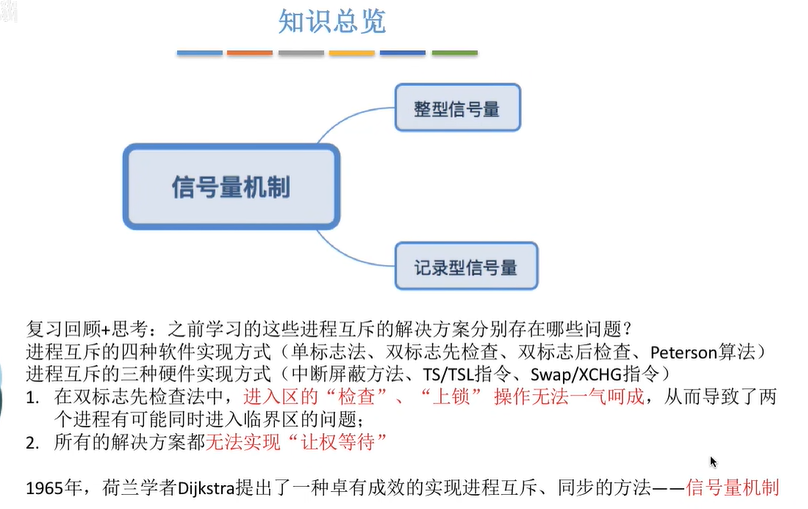 知识总览
整型信号量
信号量机制
记录型信号量
复习回顾+思考：之前学习的这些进程互斥的解决方案分别存在哪些问题？
进程互斥的四种软件实现方式（单标志法、双标志先检查、双标志后检查、Peterson算法）
进程互斥的三种硬件实现方式（中断屏蔽方法、TS/TSL指令、Swap/XCHG指令）
1. 在双标志先检查法中，进入区的“检查”、“上锁” 操作无法一气呵成，从而导致了两
个进程有可能同时进入临界区的问题；
2. 所有的解决方案都无法实现“让权等待”
1965年，荷兰学者Dijkstra提出了一种卓有成效的实现进程互斥、同步的方法——信号量机制